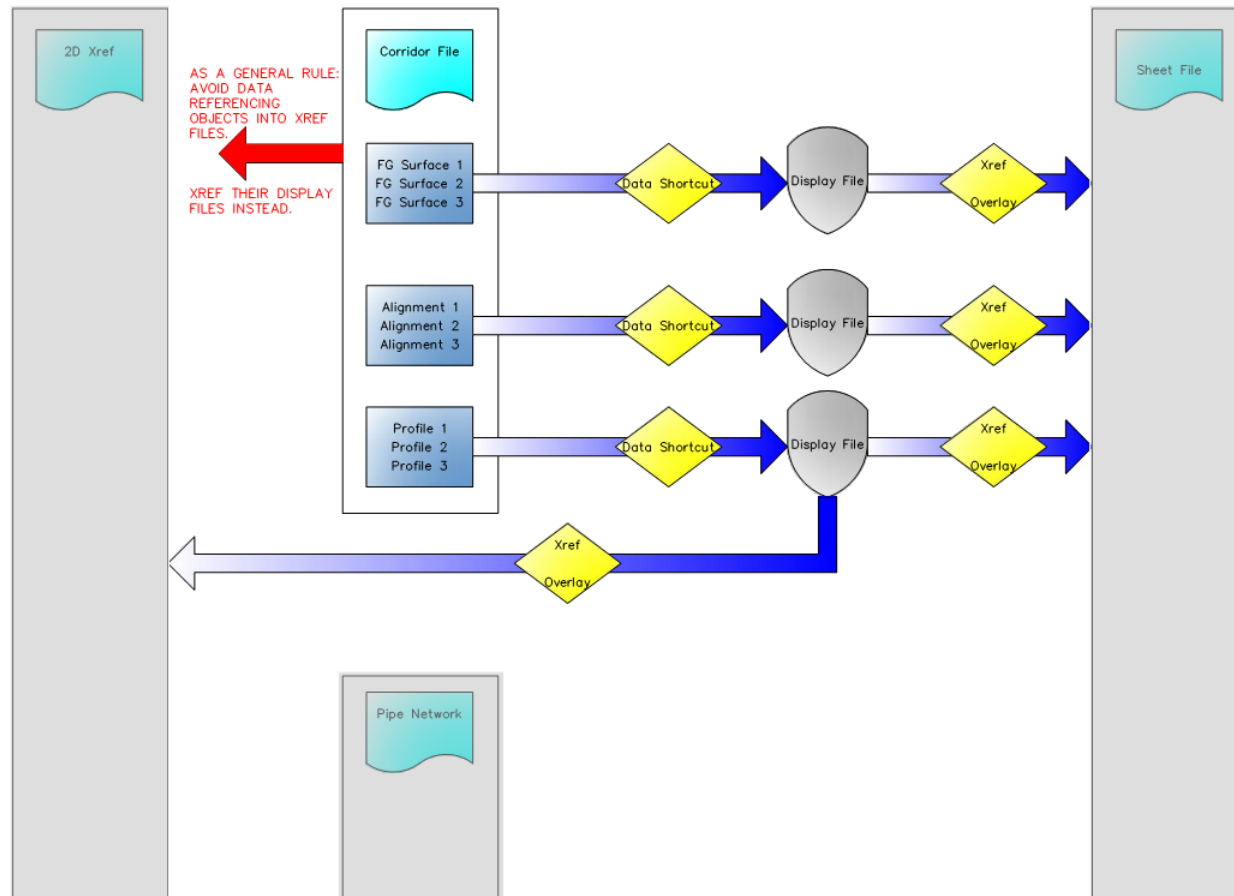 2D Xref
Corridor File
Sheet File
AS A GENERAL RULE:
AVOID DATA
REFERENCING
OBJECTS INTO XREF
FILES.
XREF THEIR DISPLAY
FILES INSTEAD.
FG Surface 1
FG Surface 2
FG Surface 3
Data Shortcut
Display File
Xref
Overlay
Alignment 1
Alignment 2
Alignment 3
Data Shortcut
Display File
Xref
Overlay
Profile 1
Profile 2
Profile 3
Data Shortcut
Display File
Xref
Overlay
Xref
Overlay
Pipe Network